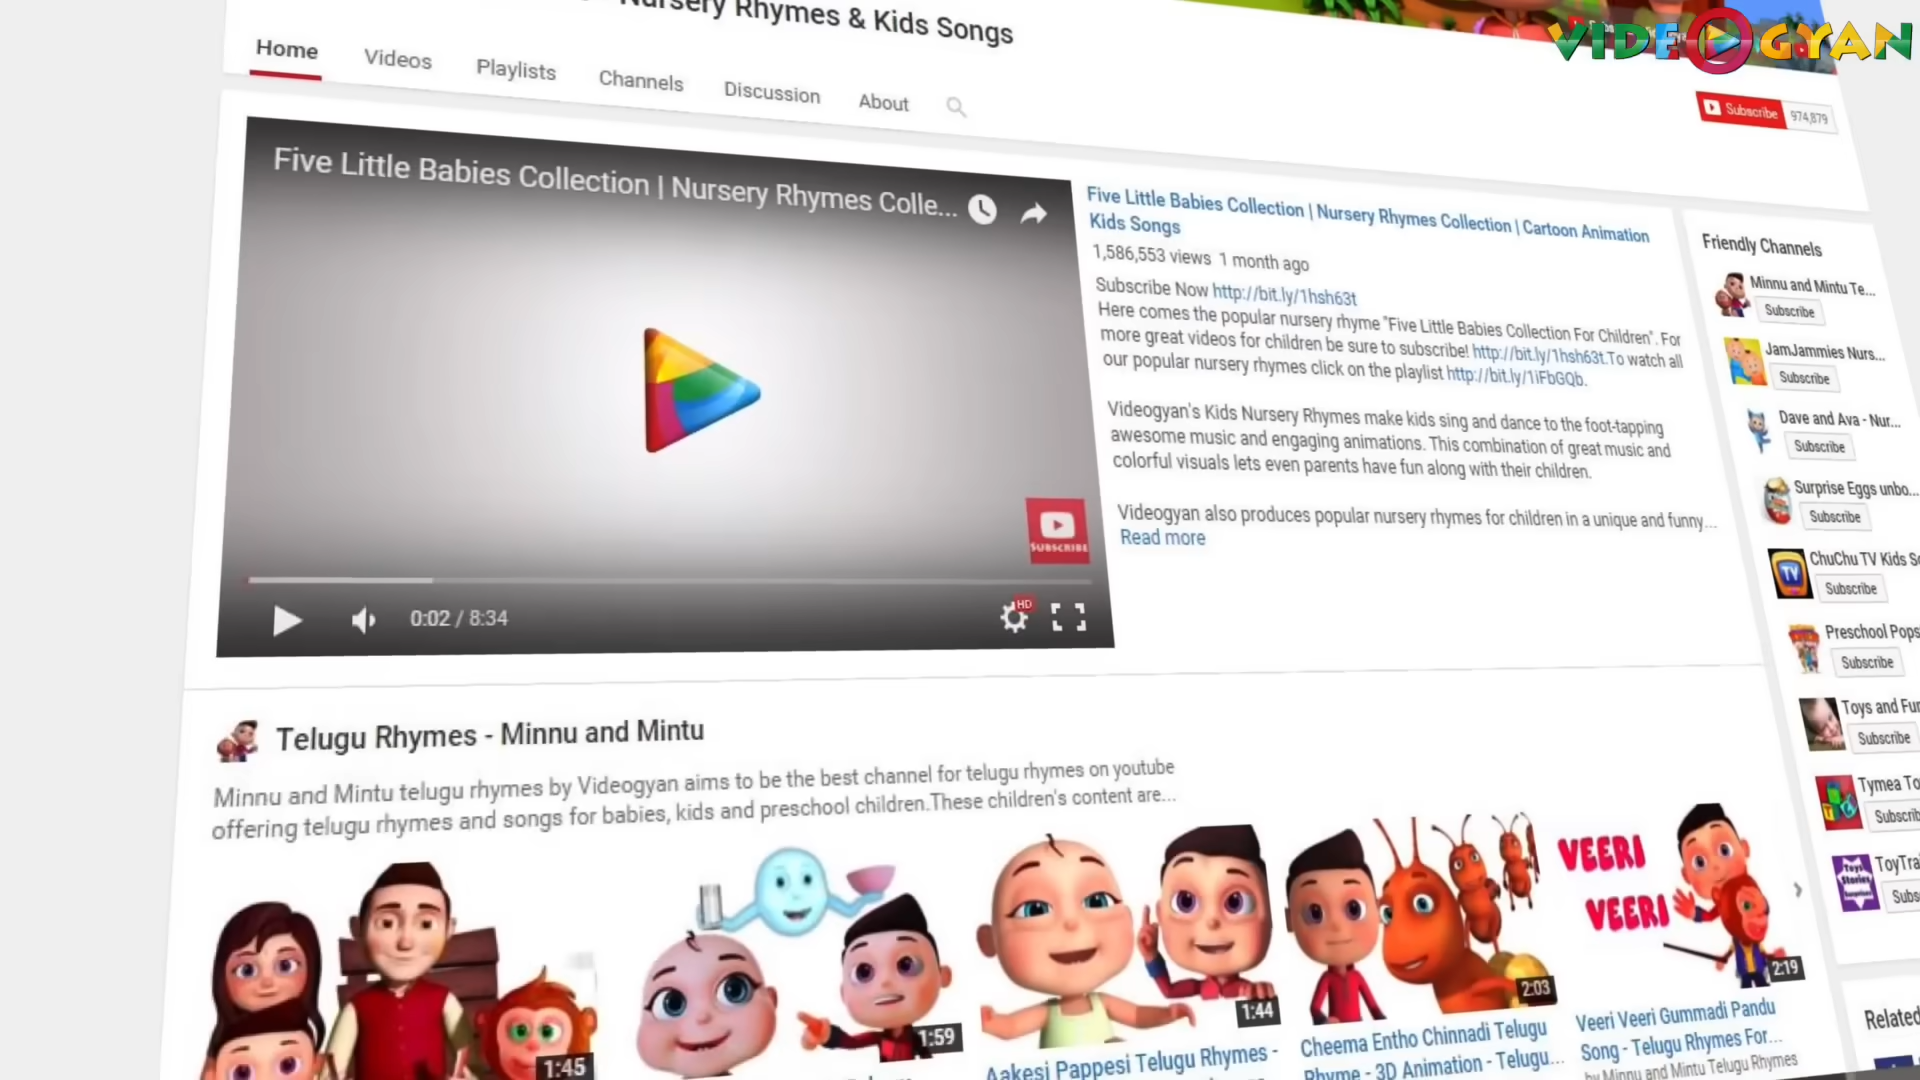 Nursery Rhymes & Kids Songs
VIDEOGYAN
Home
Videos
Playlists
Channels
Discussion
About
Subscribe 974,879
Five Little Babies Collection | Nursery Rhymes Colle...
SUBSCRIBE
0:02 / 8:34
HD
Five Little Babies Collection | Nursery Rhymes Collection | Cartoon Animation
Kids Songs
1,586,553 views 1 month ago
Subscribe Now http://bit.ly/1hsh63t
Here comes the popular nursery rhyme "Five Little Babies Collection For Children". For
more great videos for children be sure to subscribe! http://bit.ly/1hsh63t.To watch all
our popular nursery rhymes click on the playlist http://bit.ly/1iFbGQb.
Videogyan's Kids Nursery Rhymes make kids sing and dance to the foot-tapping
awesome music and engaging animations. This combination of great music and
colorful visuals lets even parents have fun along with their children.
Videogyan also produces popular nursery rhymes for children in a unique and funny...
Read more
Friendly Channels
Minnu and Mintu Te...
Subscribe
JamJammies Nurs...
Subscribe
Dave and Ava - Nur...
Subscribe
Surprise Eggs unbo...
Subscribe
TV
ChuChu TV Kids So
Subscribe
Preschool Pops
Subscribe
Toys and Fun
Subscribe
Tymea To
Subscrib
ToyTra
Subs
Related
Telugu Rhymes - Minnu and Mintu
Minnu and Mintu telugu rhymes by Videogyan aims to be the best channel for telugu rhymes on youtube
offering telugu rhymes and songs for babies, kids and preschool children.These children's content are...
1:45
1:59
1:44
Aakesi Pappesi Telugu Rhymes -
2:03
Cheema Entho Chinnadi Telugu
Rhyme - 3D Animation - Telugu...
VEERI
VEERI
2:19
Veeri Veeri Gummadi Pandu
Song - Telugu Rhymes For...
by Minnu and Mintu Telugu Rhymes